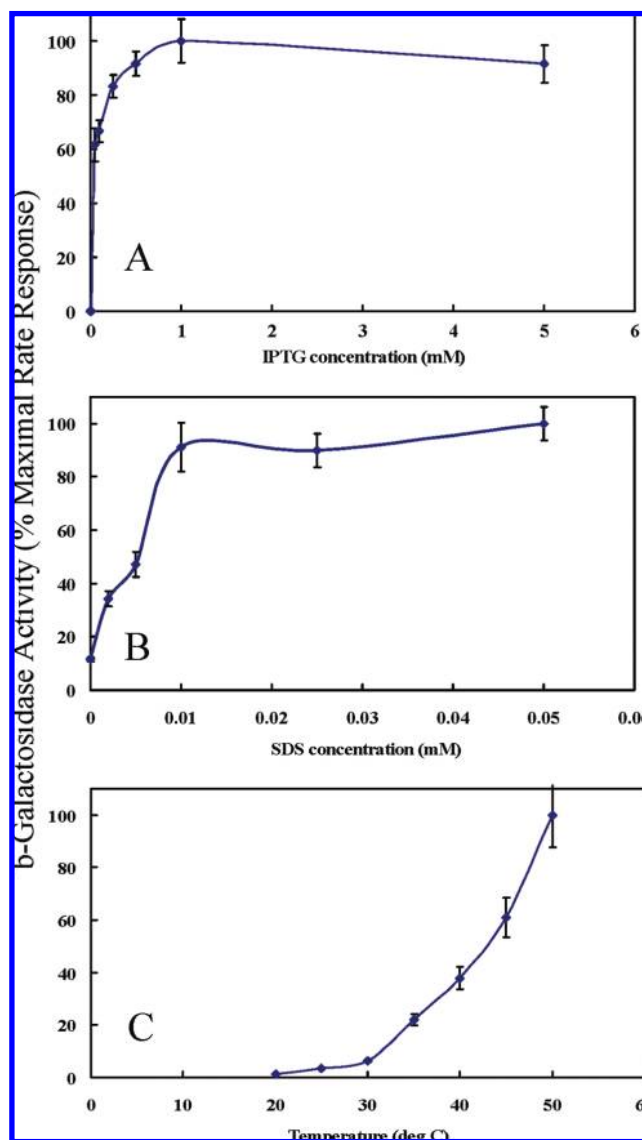 b-Galactosidase Activity (% Maximal Rate Response)
100
80
60
40
20
0
A
0 1 2 3 4 5 6
IPTG concentration (mM)
100
80
60
40
20
0
B
0 0.01 0.02 0.03 0.04 0.05
SDS concentration (mM)
100
80
60
40
20
0
C
0 10 20 30 40 50
Temperature (deg C)